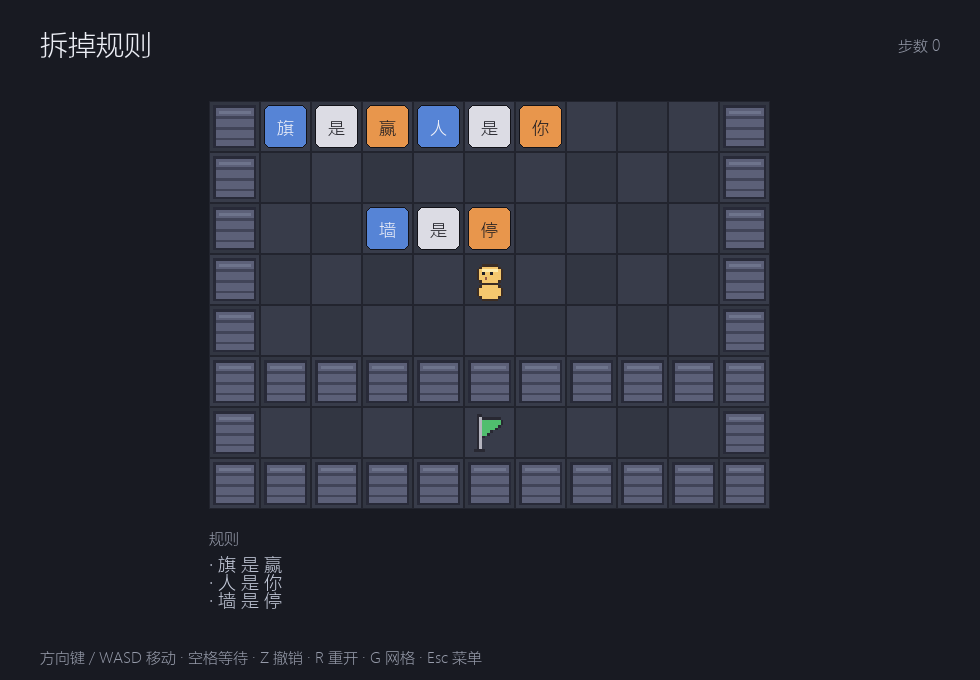 拆掉规则
步数 0
旗 是 赢 人 是 你
墙 是 停
规则
· 旗 是 赢
· 人 是 你
· 墙 是 停
方向键 / WASD 移动 · 空格等待 · Z 撤销 · R 重开 · G 网格 · Esc 菜单